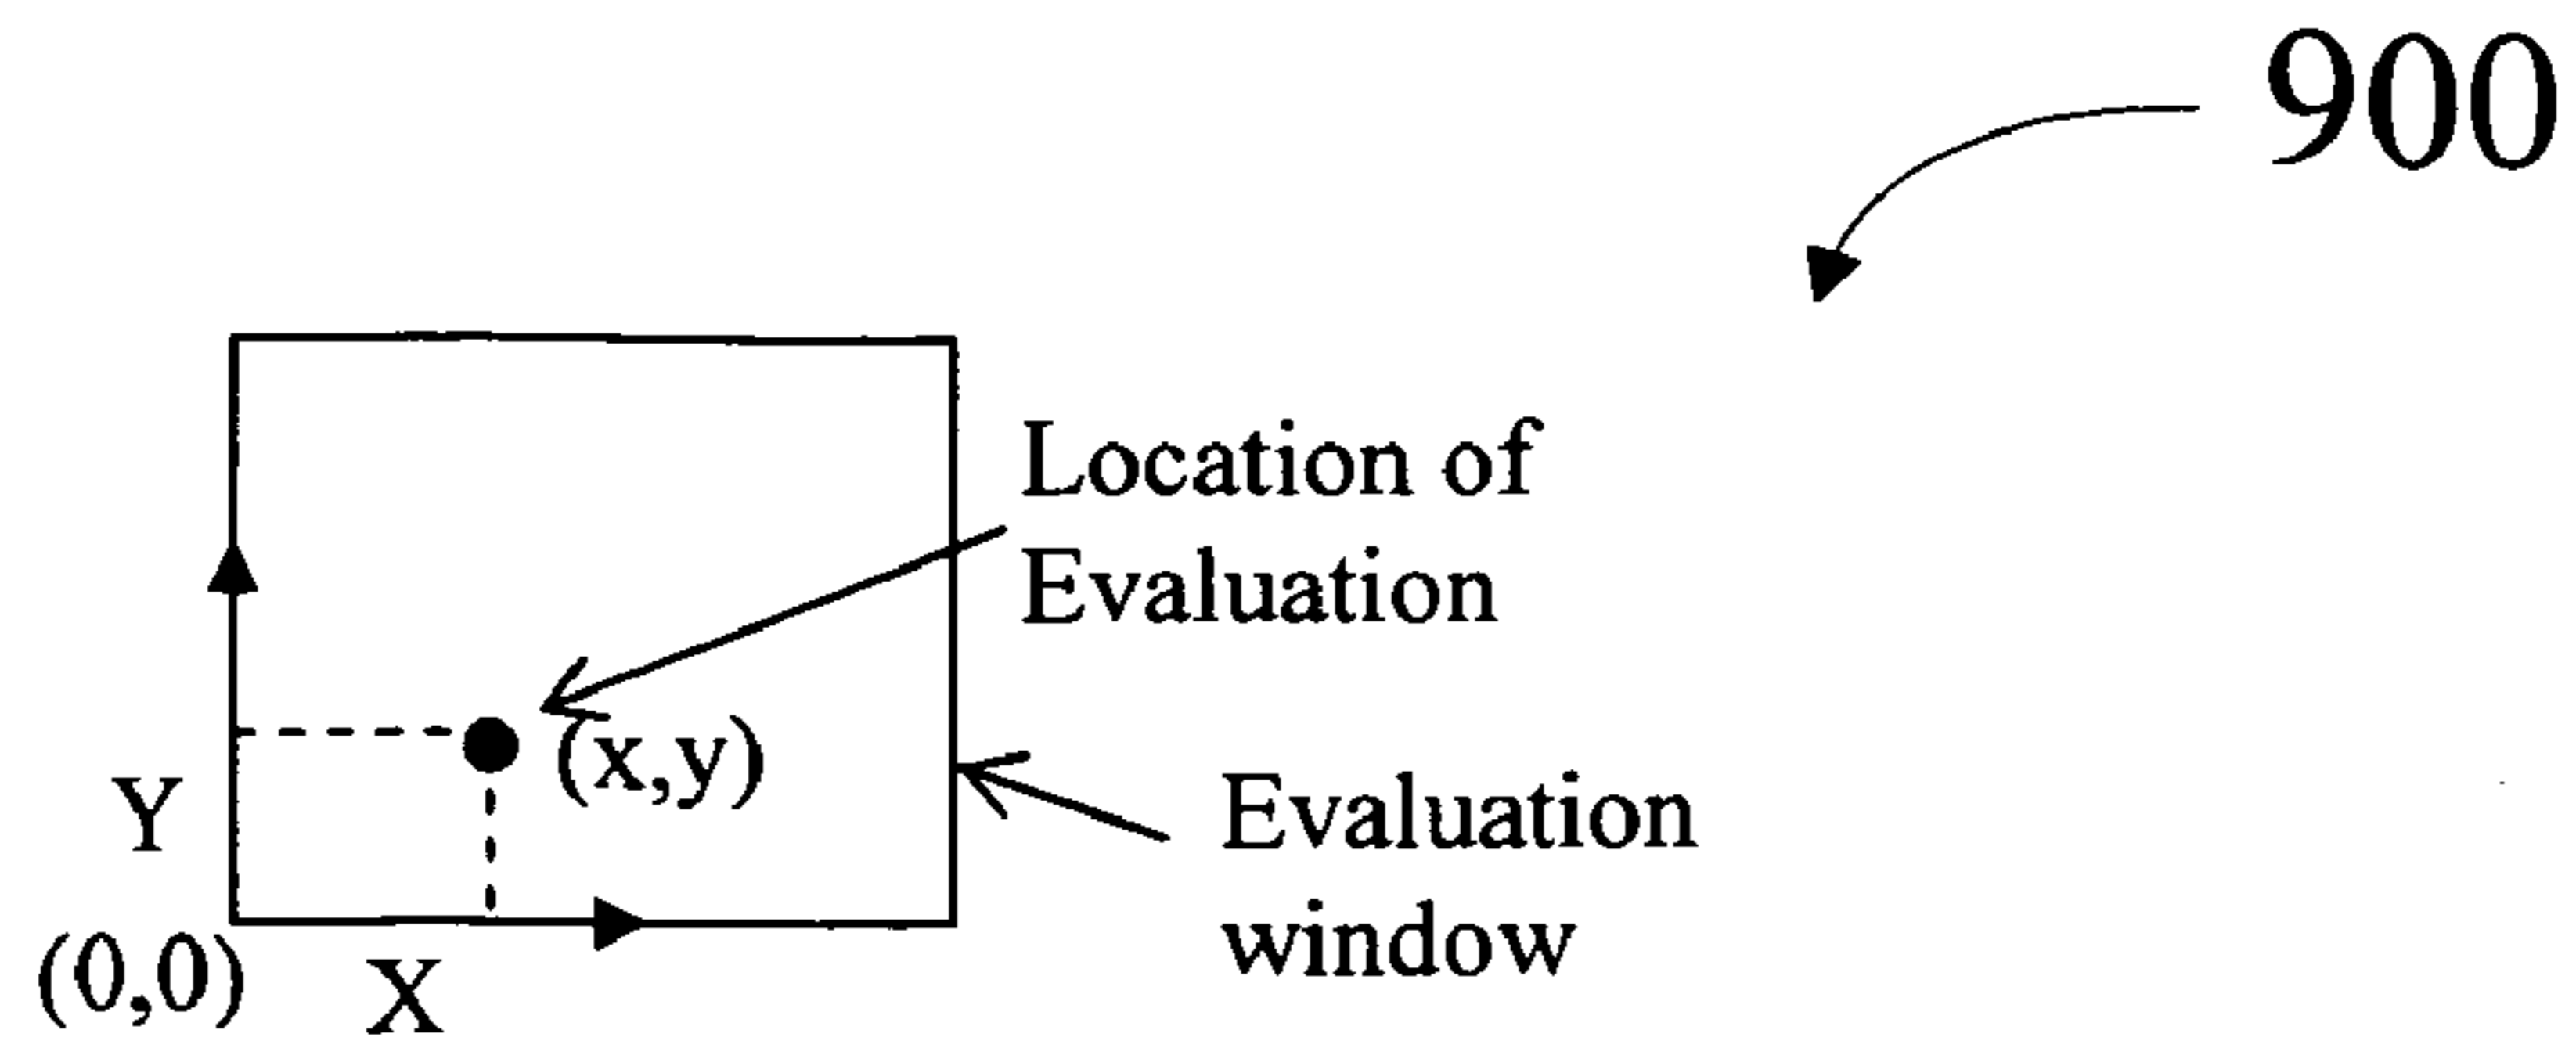 900
Location of
Evaluation
(x,y)
Y
Evaluation
window
(0,0)
X